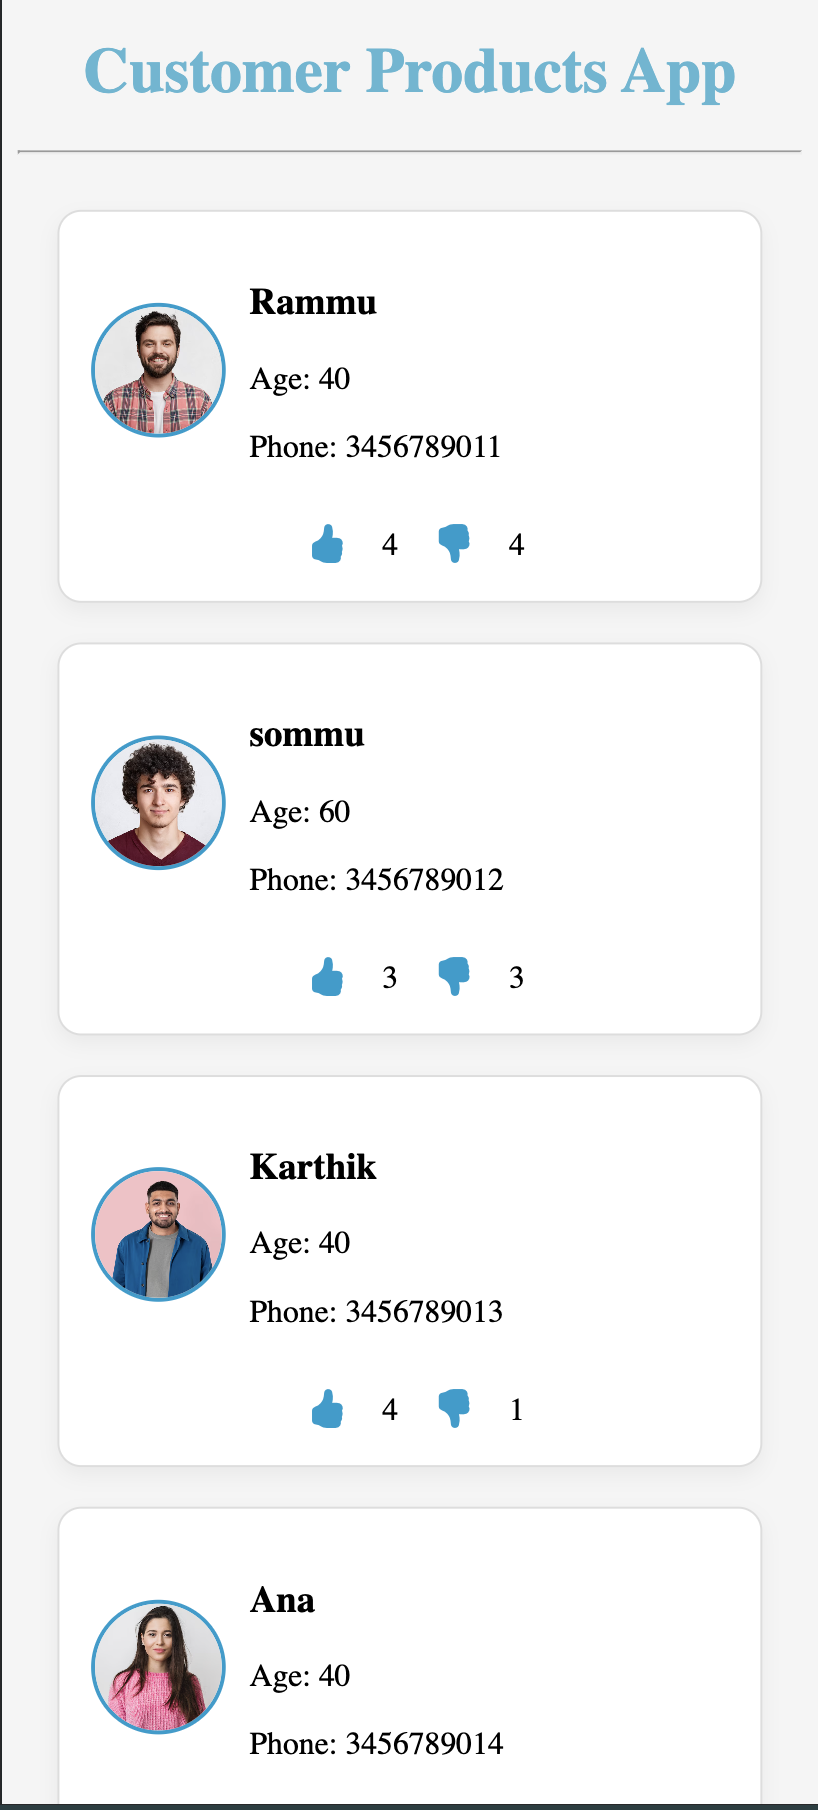 Customer Products App
Rammu
Age: 40
Phone: 3456789011
4 4
sommu
Age: 60
Phone: 3456789012
3 3
Karthik
Age: 40
Phone: 3456789013
4 1
Ana
Age: 40
Phone: 3456789014